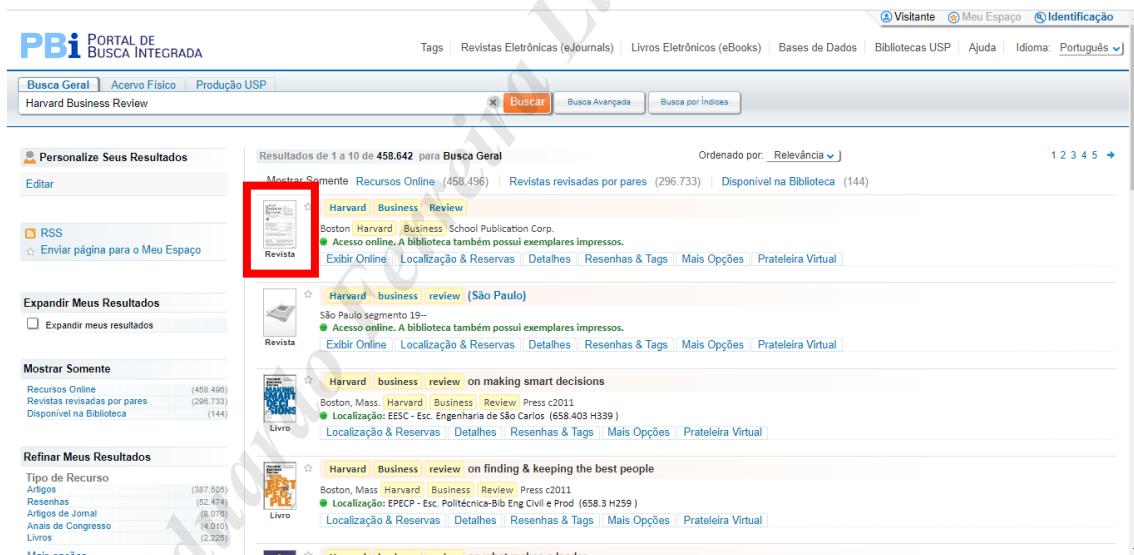 Visitante Meu Espaço Identificação
PBi PORTAL DE BUSCA INTEGRADA
Tags Revistas Eletrônicas (eJournals) Livros Eletrônicos (eBooks) Bases de Dados Bibliotecas USP Ajuda Idioma: Português
Busca Geral Acervo Físico Produção USP
Harvard Business Review x Buscar Busca Avançada Busca por Índices
Personalize Seus Resultados
Editar
RSS
Enviar página para o Meu Espaço
Expandir Meus Resultados
Expandir meus resultados
Mostrar Somente
Recursos Online (458.496)
Revistas revisadas por pares (296.733)
Disponível na Biblioteca (144)
Refinar Meus Resultados
Tipo de Recurso
Artigos (387.505)
Resenhas (52.474)
Artigos de Jornal (8.076)
Anais de Congresso (4.010)
Livros (2.225)
Mais opções
Resultados de 1 a 10 de 458.642 para Busca Geral Ordenado por: Relevância 1 2 3 4 5
Mostrar Somente Recursos Online (458.496) Revistas revisadas por pares (296.733) Disponível na Biblioteca (144)
Harvard Business Review
Boston Harvard Business School Publication Corp.
Acesso online. A biblioteca também possui exemplares impressos.
Revista
Exibir Online Localização & Reservas Detalhes Resenhas & Tags Mais Opções Prateleira Virtual
Harvard business review (São Paulo)
São Paulo segmento 19--
Acesso online. A biblioteca também possui exemplares impressos.
Revista
Exibir Online Localização & Reservas Detalhes Resenhas & Tags Mais Opções Prateleira Virtual
Harvard business review on making smart decisions
Boston, Mass. Harvard Business Review Press c2011
Localização: EESC - Esc. Engenharia de São Carlos (658.403 H339 )
MAKING SMART DECISIONS
Livro
Localização & Reservas Detalhes Resenhas & Tags Mais Opções Prateleira Virtual
Harvard Business review on finding & keeping the best people
Boston, Mass Harvard Business Review Press c2011
Localização: EPECP - Esc. Politécnica-Bib Eng Civil e Prod (658.3 H259 )
BEST PEOPLE
Livro
Localização & Reservas Detalhes Resenhas & Tags Mais Opções Prateleira Virtual
Ferreira